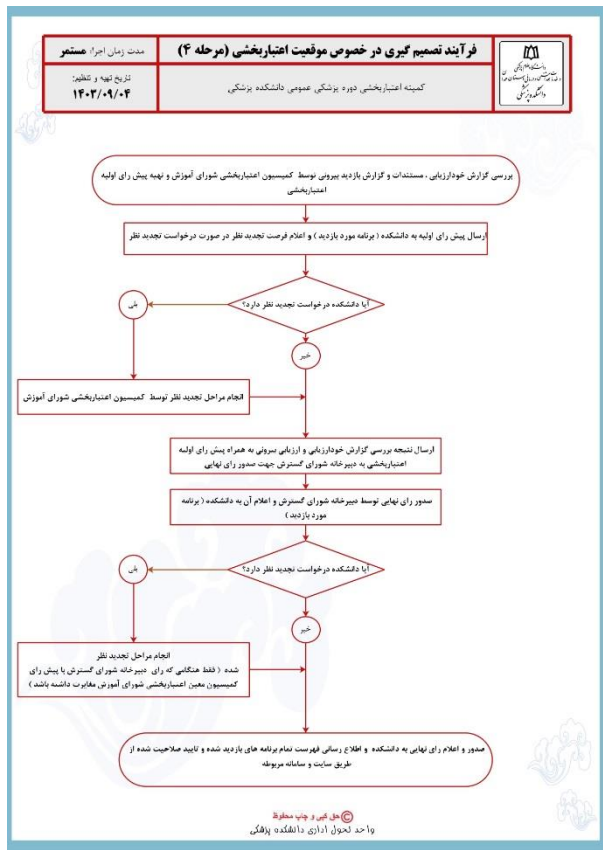 فرآیند تصمیم گیری در خصوص موقعیت اعتباربخشی (مرحله ۴)
مدت زمان اجرا: مستمر
کمیته اعتباربخشی دوره پزشکی عمومی دانشکده پزشکی
تاریخ تهیه و تنظیم:
۱۴۰۳/۰۹/۰۴
دانشکده پزشکی
بررسی گزارش خودارزیابی ، مستندات و گزارش بازدید بیرونی توسط کمیسیون اعتباربخشی شورای آموزش و تهیه پیش رای اولیه
اعتباربخشی
ارسال پیش رای اولیه به دانشکده ( برنامه مورد بازدید ) و اعلام فرصت تجدید نظر در صورت درخواست تجدید نظر
آیا دانشکده درخواست تجدید نظر دارد؟
بلی
خیر
انجام مراحل تجدید نظر توسط کمیسیون اعتباربخشی شورای آموزش
ارسال نتیجه بررسی گزارش خودارزیابی و ارزیابی بیرونی به همراه پیش رای اولیه
اعتباربخشی به دبیرخانه شورای گسترش جهت صدور رای نهایی
صدور رای نهایی توسط دبیرخانه شورای گسترش و اعلام آن به دانشکده ( برنامه
مورد بازدید )
آیا دانشکده درخواست تجدید نظر دارد؟
بلی
خیر
انجام مراحل تجدید نظر
شده ( فقط هنگامی که رای دبیرخانه شورای گسترش با پیش رای
کمیسیون معین اعتباربخشی شورای آموزش مغایرت داشته باشد )
صدور و اعلام رای نهایی به دانشکده و اطلاع رسانی فهرست تمام برنامه های بازدید شده و تایید صلاحیت شده از
طریق سایت و سامانه مربوطه
© حق کپی و چاپ محفوظ
واحد تحول اداری دانشکده پزشکی